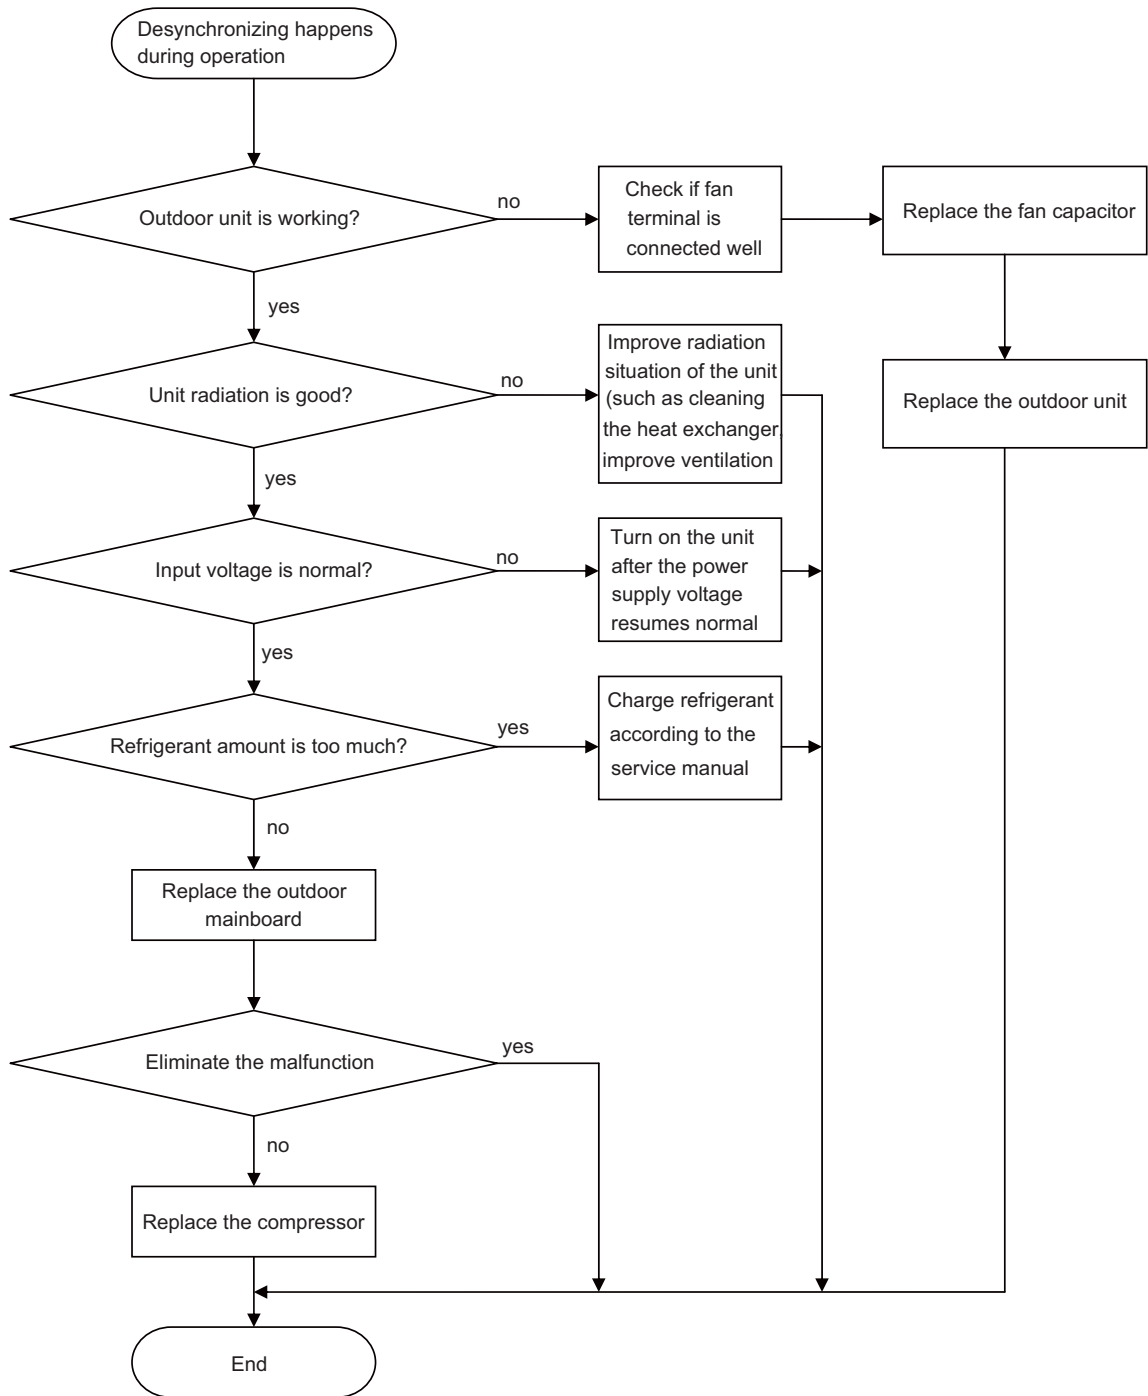 Desynchronizing happens
during operation
Outdoor unit is working?
no
Check if fan
terminal is
connected well
Replace the fan capacitor
yes
Unit radiation is good?
no
Improve radiation
situation of the unit
(such as cleaning
the heat exchanger,
improve ventilation
Replace the outdoor unit
yes
Input voltage is normal?
no
Turn on the unit
after the power
supply voltage
resumes normal
yes
Refrigerant amount is too much?
yes
Charge refrigerant
according to the
service manual
no
Replace the outdoor
mainboard
Eliminate the malfunction
yes
no
Replace the compressor
End